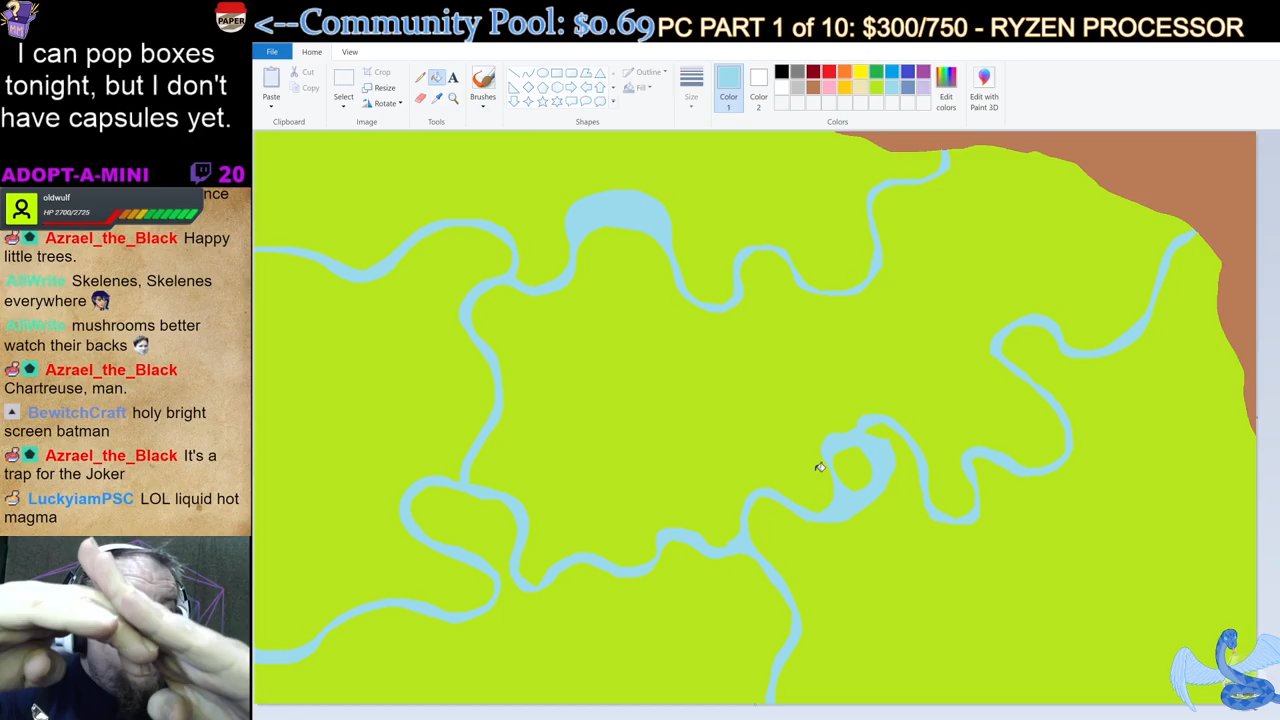 PAPER
<--Community Pool: $0.69
PC PART 1 of 10: $300/750 - RYZEN PROCESSOR
I can pop boxes
tonight, but I don't
have capsules yet.
ADOPT-A-MINI
20
oldwulf
HP 2700/2725
nce
Azrael_the_Black Happy
little trees.
AllWrite Skelenes, Skelenes
everywhere
AllWrite mushrooms better
watch their backs
Azrael_the_Black
Chartreuse, man.
BewitchCraft holy bright
screen batman
Azrael_the_Black It's a
trap for the Joker
LuckyiamPSC LOL liquid hot
magma
File Home View
Paste
Cut
Copy
Clipboard
Select
Crop
Resize
Rotate
Image
A
Tools
Brushes
Outline
Fill
Shapes
Size
Color
1
Color
2
Edit
colors
Edit with
Paint 3D
Colors